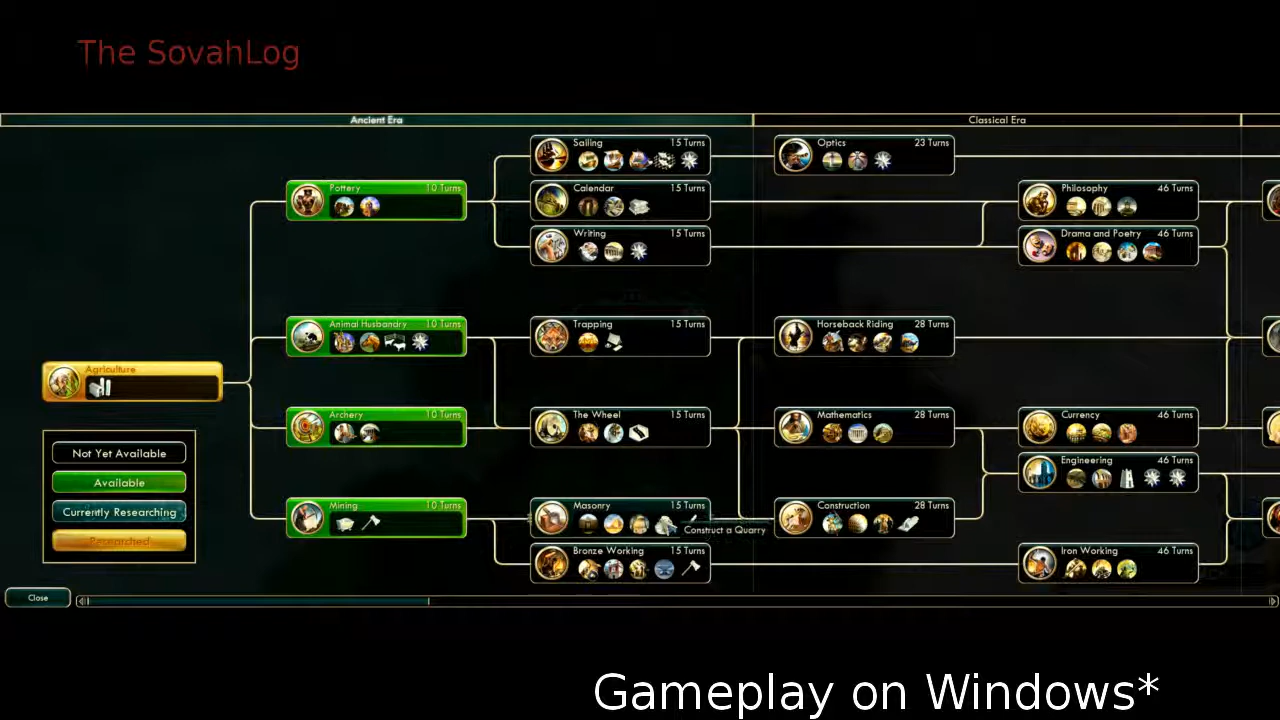 The SovahLog
Ancient Era
Classical Era
Sailing 15 Turns
Optics 23 Turns
Pottery 10 Turns
Calendar 15 Turns
Philosophy 46 Turns
Writing 15 Turns
Drama and Poetry 46 Turns
Animal Husbandry 10 Turns
Trapping 15 Turns
Horseback Riding 28 Turns
Agriculture
Archery 10 Turns
The Wheel 15 Turns
Mathematics 28 Turns
Currency 46 Turns
Not Yet Available
Engineering 46 Turns
Available
Mining 10 Turns
Masonry 15 Turns
Construction 28 Turns
Currently Researching
Construct a Quarry
Researched
Bronze Working 15 Turns
Iron Working 46 Turns
Close
Gameplay on Windows*